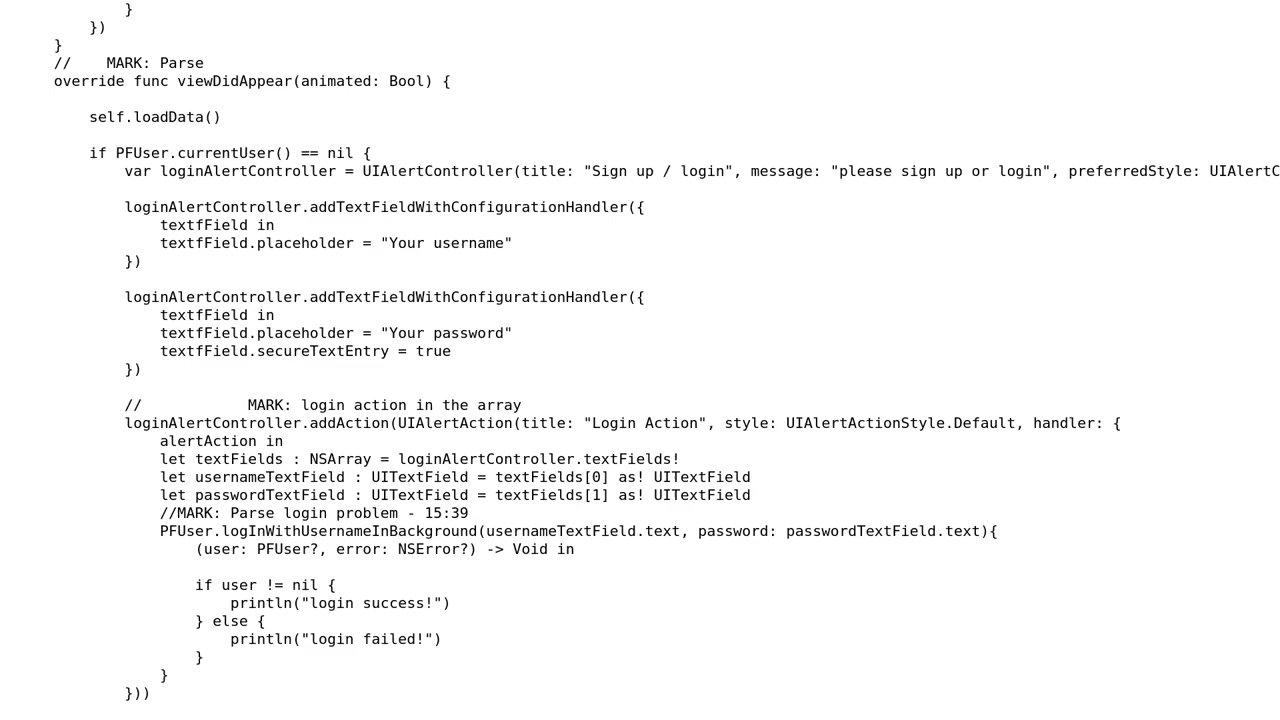 }
    })
}
//    MARK: Parse
override func viewDidAppear(animated: Bool) {

    self.loadData()

    if PFUser.currentUser() == nil {
        var loginAlertController = UIAlertController(title: "Sign up / login", message: "please sign up or login", preferredStyle: UIAlertC

        loginAlertController.addTextFieldWithConfigurationHandler({
            textfField in
            textfField.placeholder = "Your username"
        })

        loginAlertController.addTextFieldWithConfigurationHandler({
            textfField in
            textfField.placeholder = "Your password"
            textfField.secureTextEntry = true
        })

        //            MARK: login action in the array
        loginAlertController.addAction(UIAlertAction(title: "Login Action", style: UIAlertActionStyle.Default, handler: {
            alertAction in
            let textFields : NSArray = loginAlertController.textFields!
            let usernameTextField : UITextField = textFields[0] as! UITextField
            let passwordTextField : UITextField = textFields[1] as! UITextField
            //MARK: Parse login problem - 15:39
            PFUser.logInWithUsernameInBackground(usernameTextField.text, password: passwordTextField.text){
                (user: PFUser?, error: NSError?) -> Void in

                if user != nil {
                    println("login success!")
                } else {
                    println("login failed!")
                }
            }
        }))